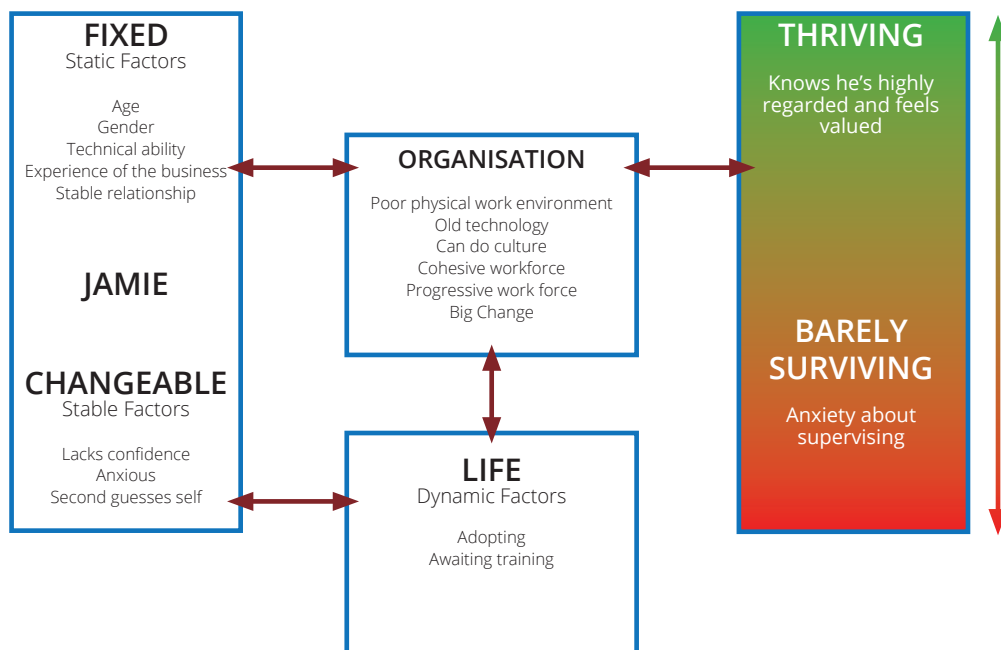 FIXED
Static Factors
Age
Gender
Technical ability
Experience of the business
Stable relationship
JAMIE
CHANGEABLE
Stable Factors
Lacks confidence
Anxious
Second guesses self
ORGANISATION
Poor physical work environment
Old technology
Can do culture
Cohesive workforce
Progressive work force
Big Change
LIFE
Dynamic Factors
Adopting
Awaiting training
THRIVING
Knows he's highly
regarded and feels
valued
BARELY
SURVIVING
Anxiety about
supervising